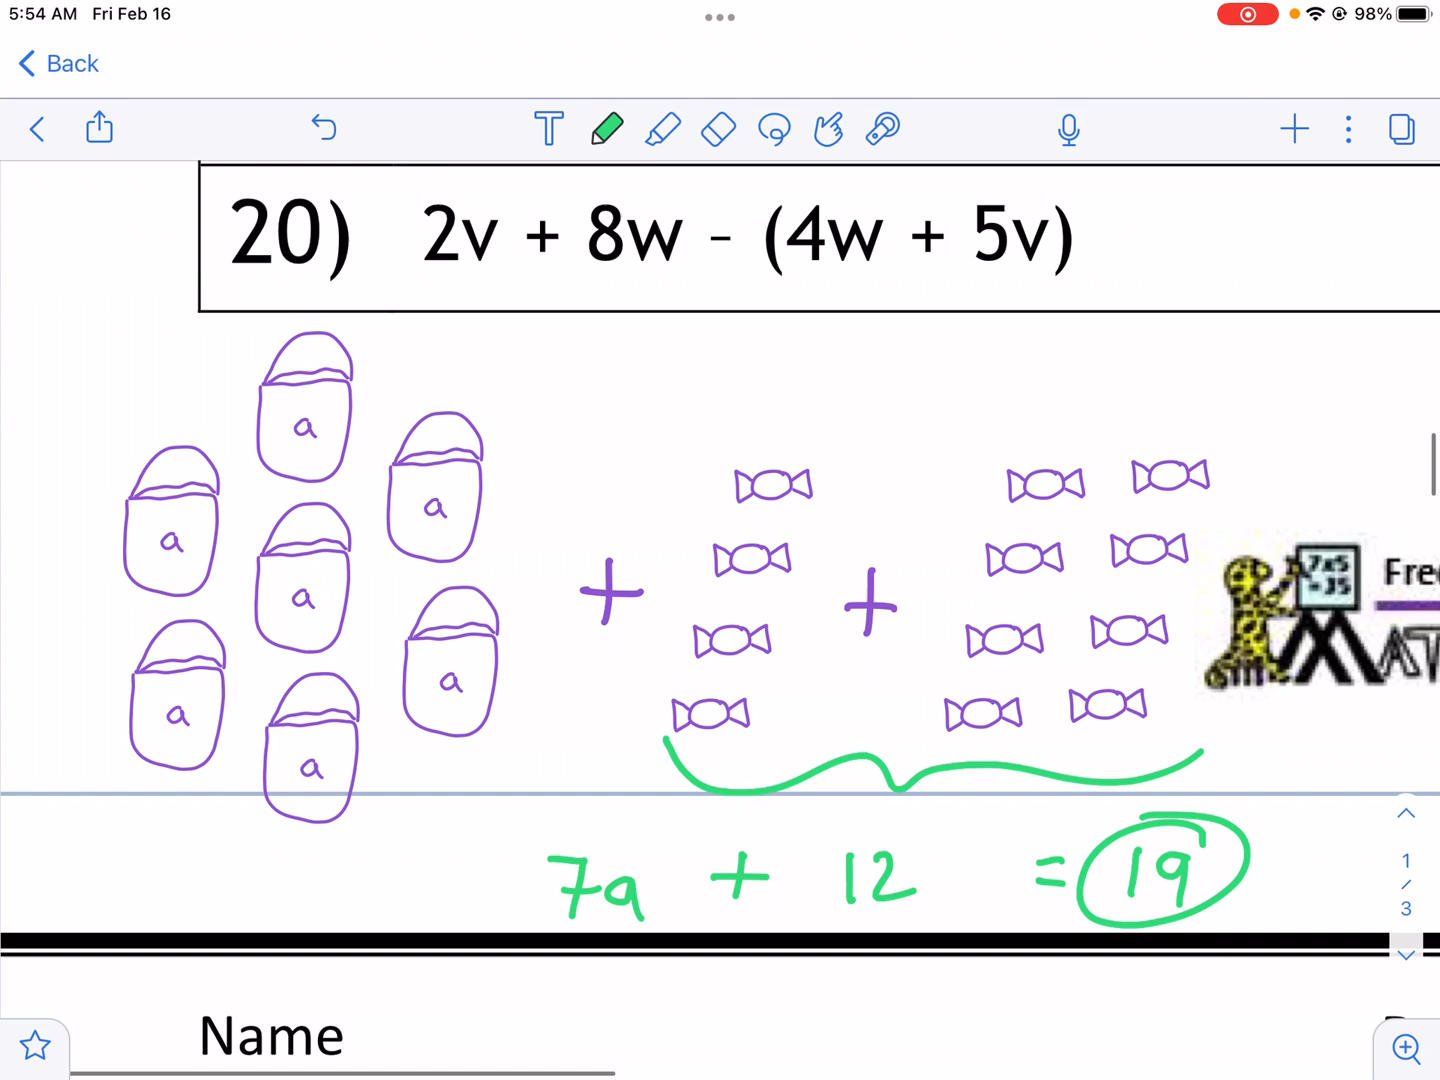 5:54 AM Fri Feb 16
98%
Back
20) 2v + 8w - (4w + 5v)
a
a
a
a
a
a
a
+ +
7x5
=35
7a + 12 = 19
1
/
3
Name